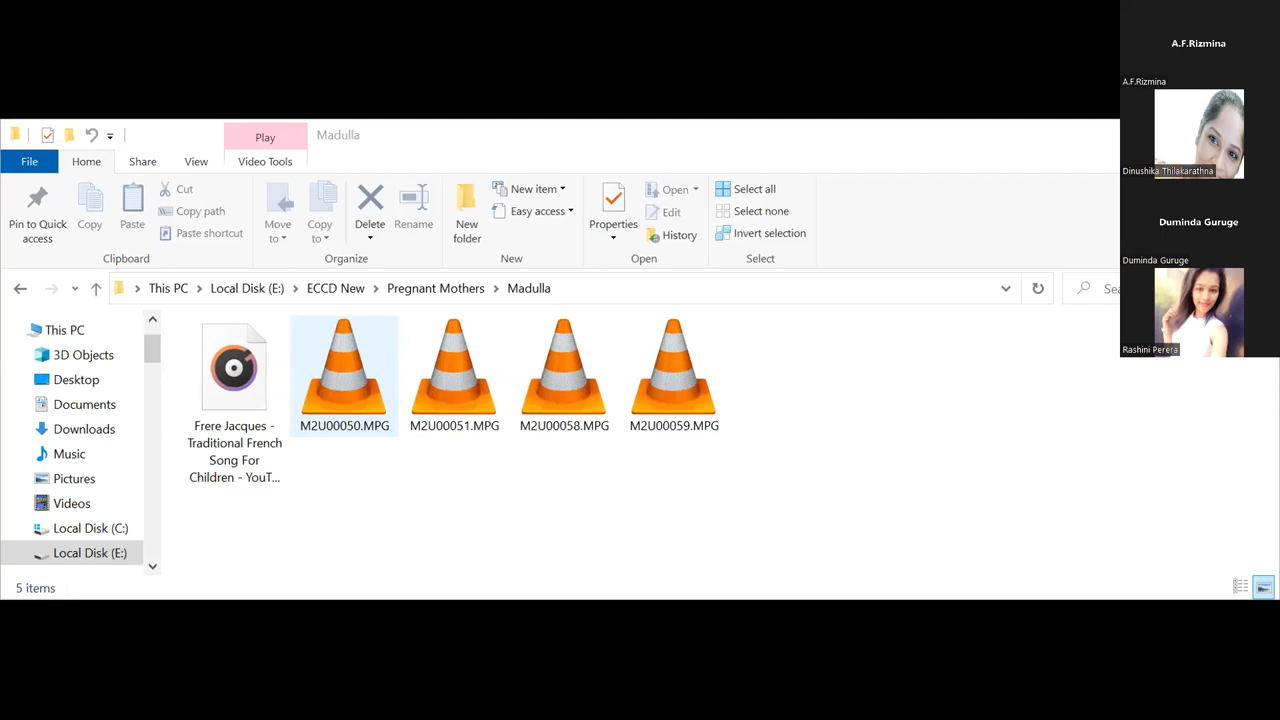 A.F.Rizmina
A.F.Rizmina
Dinushika Thilakarathna
Duminda Guruge
Duminda Guruge
Rashini Perera
Play
Madulla
File
Home
Share
View
Video Tools
Pin to Quick
access
Copy
Paste
Cut
Copy path
Paste shortcut
Clipboard
Move
to
Copy
to
Delete
Rename
Organize
New
folder
New item
Easy access
New
Properties
Open
Edit
History
Open
Select all
Select none
Invert selection
Select
This PC
Local Disk (E:)
ECCD New
Pregnant Mothers
Madulla
Sea
This PC
3D Objects
Desktop
Documents
Downloads
Music
Pictures
Videos
Local Disk (C:)
Local Disk (E:)
Frere Jacques -
Traditional French
Song For
Children - YouT...
M2U00050.MPG
M2U00051.MPG
M2U00058.MPG
M2U00059.MPG
5 items